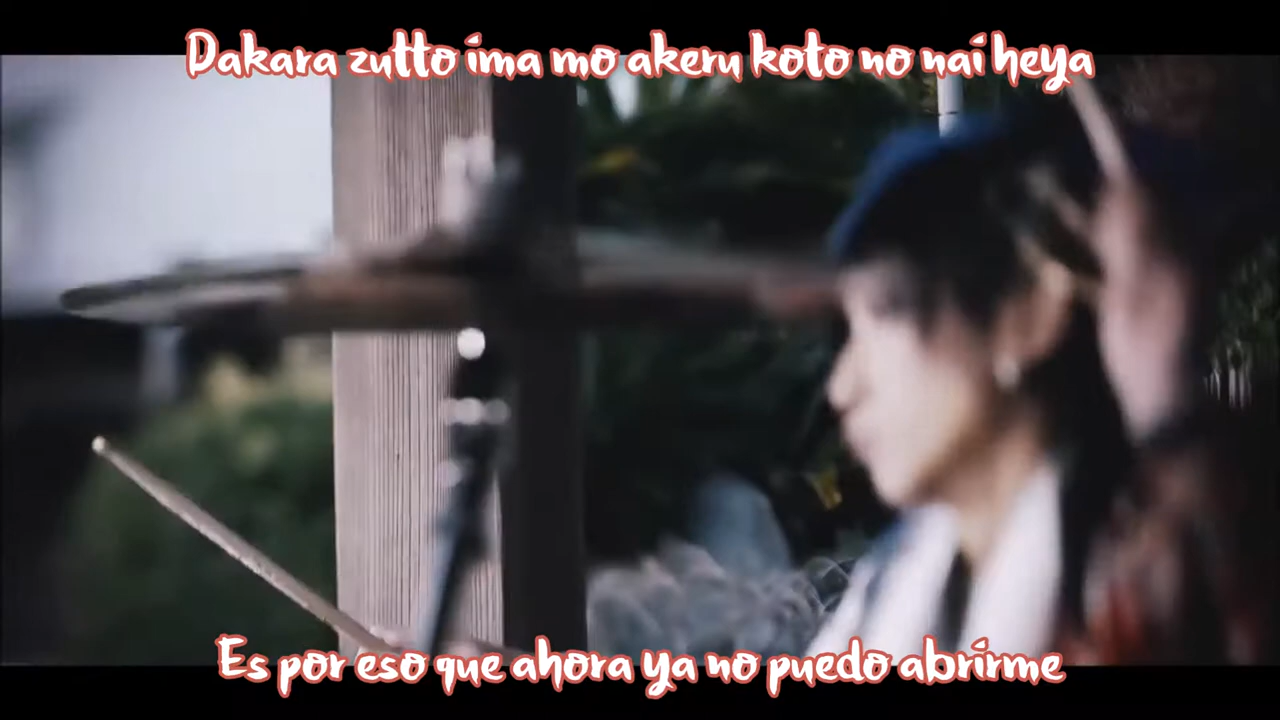 Dakara zutto ima mo akeru koto no nai heya
Es por eso que ahora ya no puedo abrirme